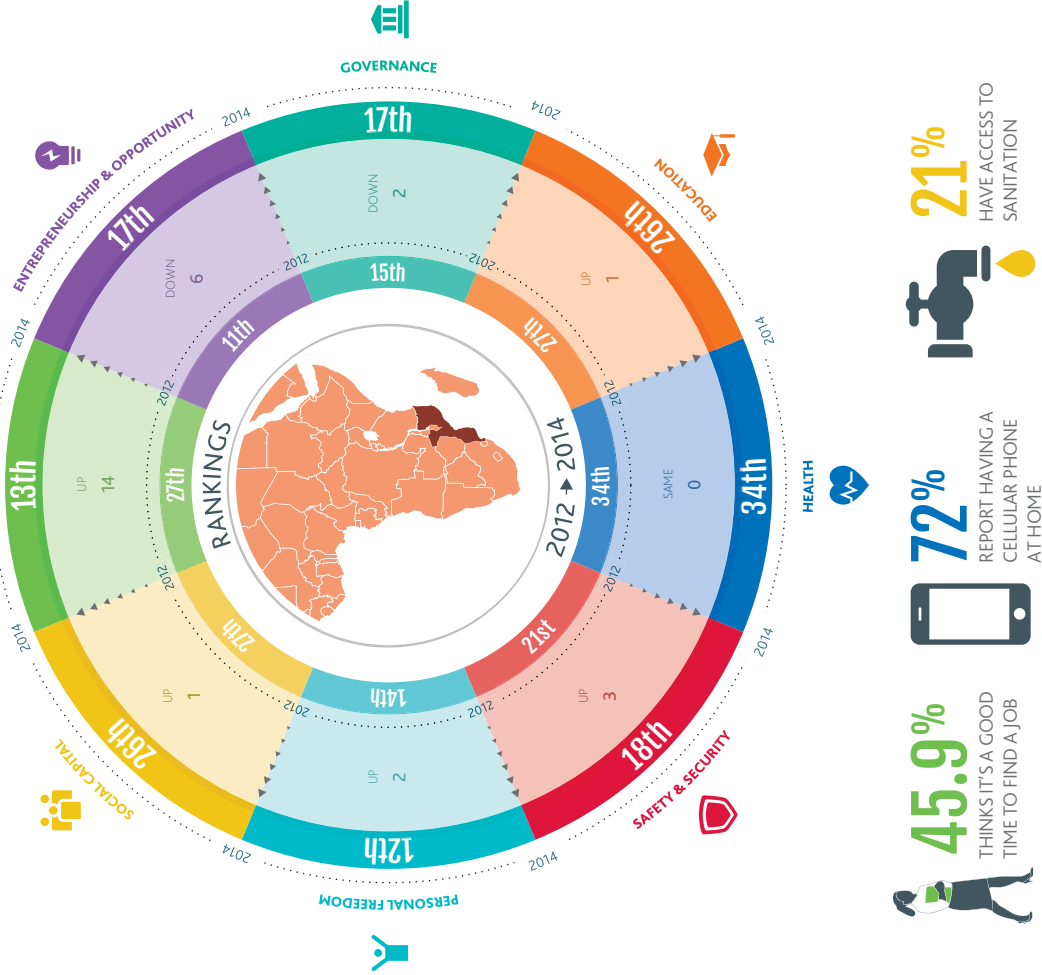 13th
UP
14
27th
2014
2012
ENTREPRENEURSHIP & OPPORTUNITY
17th
DOWN
6
11th
2014
2012
GOVERNANCE
17th
DOWN
2
15th
2014
2012
EDUCATION
26th
UP
1
27th
2014
2012
HEALTH
34th
SAME
0
34th
2014
2012
SAFETY & SECURITY
18th
UP
3
21st
2014
2012
PERSONAL FREEDOM
12th
UP
2
14th
2014
2012
SOCIAL CAPITAL
26th
UP
1
27th
2014
2012
RANKINGS
2012 ▸ 2014
45.9%
THINKS IT'S A GOOD
TIME TO FIND A JOB
72%
REPORT HAVING A
CELLULAR PHONE
AT HOME
21%
HAVE ACCESS TO
SANITATION